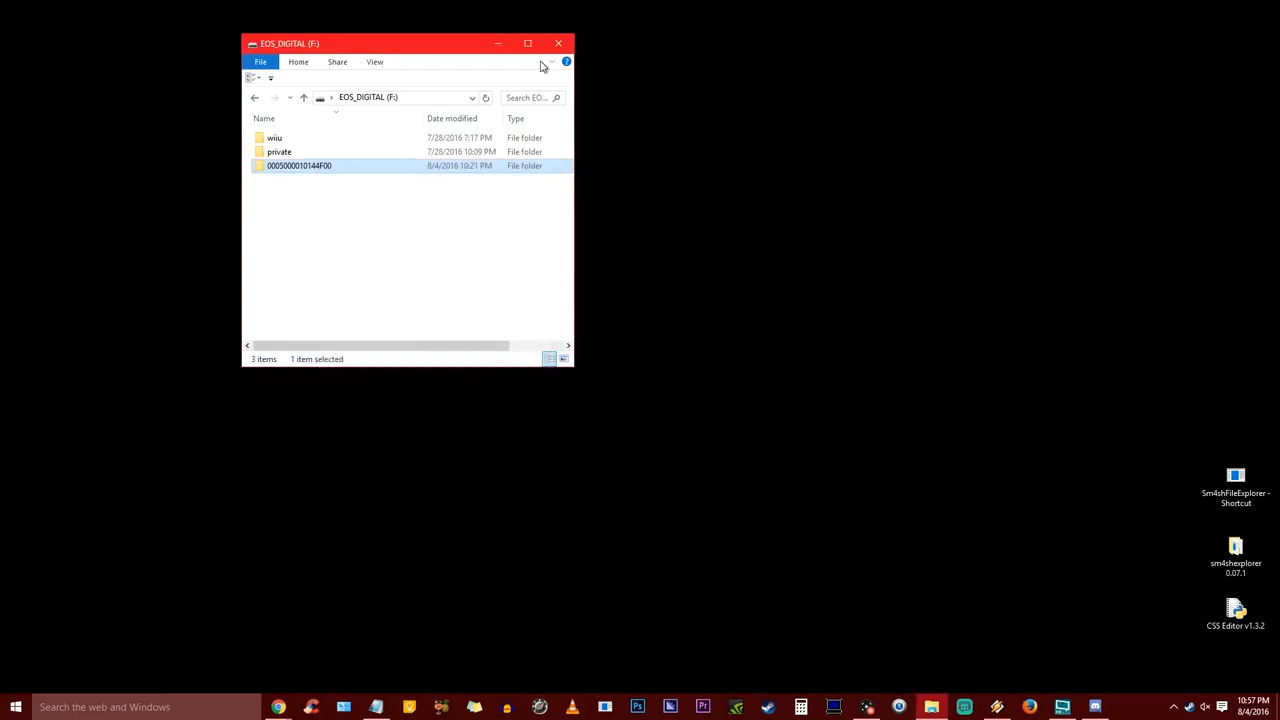 EOS_DIGITAL (F:)
File Home Share View
EOS_DIGITAL (F:) Search EO...
Name Date modified Type
wiiu 7/28/2016 7:17 PM File folder
private 7/28/2016 10:09 PM File folder
0005000010144F00 8/4/2016 10:21 PM File folder
3 items 1 item selected
Sm4shFileExplorer -
Shortcut
sm4shexplorer
0.07.1
CSS Editor v1.3.2
Search the web and Windows
Ps
Pr
10:57 PM
8/4/2016